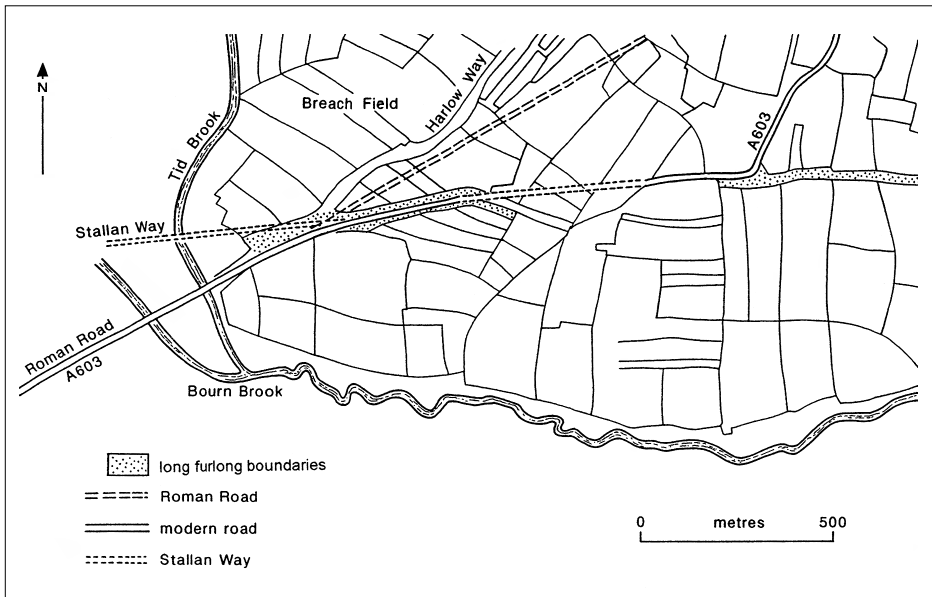 N
Breach Field
Harlow Way
Tid Brook
A603
Stallan Way
Roman Road
A603
Bourn Brook
long furlong boundaries
Roman Road
modern road
Stallan Way
0 metres 500